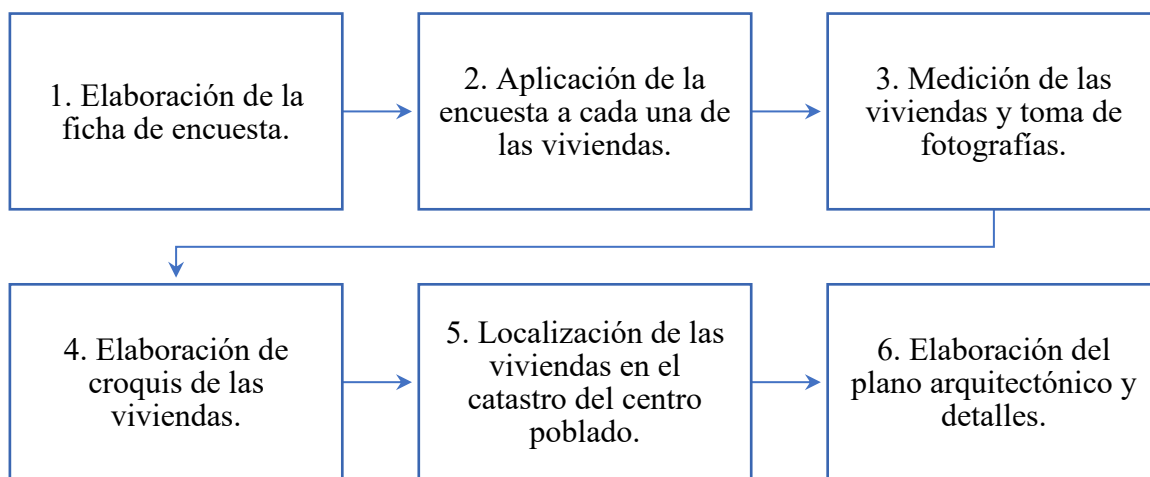 1. Elaboración de la
ficha de encuesta.
2. Aplicación de la
encuesta a cada una de
las viviendas.
3. Medición de las
viviendas y toma de
fotografías.
4. Elaboración de
croquis de las
viviendas.
5. Localización de las
viviendas en el
catastro del centro
poblado.
6. Elaboración del
plano arquitectónico y
detalles.